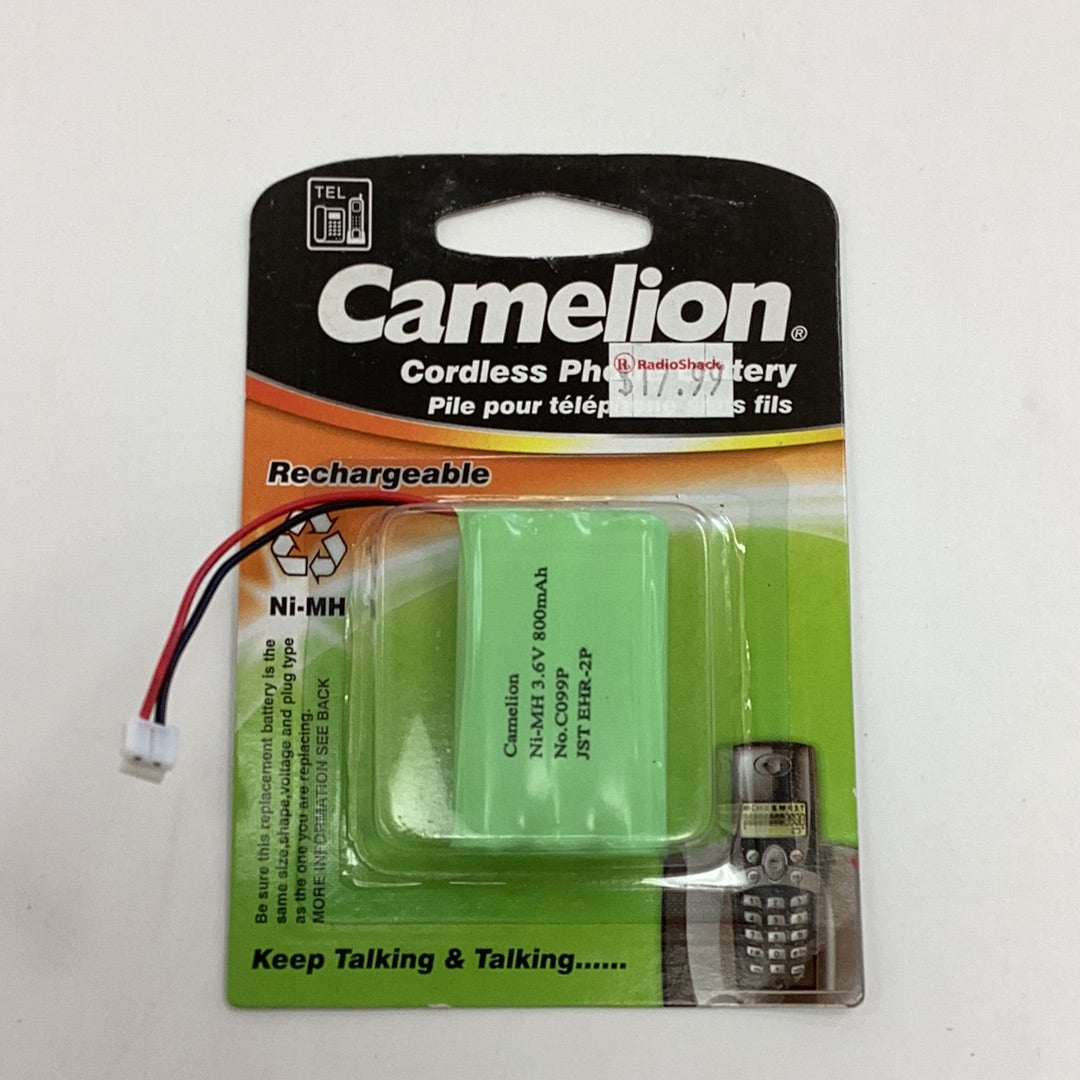 TEL
Camelion®
Cordless Pho tery
RadioShack
$17.99
Pile pour télép s fils
Rechargeable
Ni-MH
Camelion
Ni-MH 3.6V 800mAh
No.C099P
JST EHR-2P
Be sure this replacement battery is the
same size,shape,voltage and plug type
as the one you are replacing.
MORE INFORMATION SEE BACK
Keep Talking & Talking......